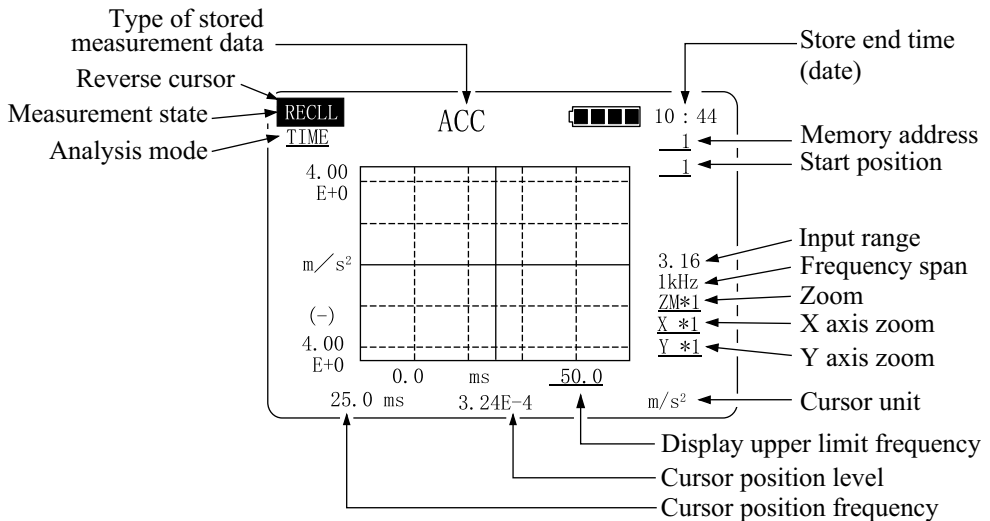 Type of stored
measurement data
Store end time
(date)
Reverse cursor
Measurement state
Analysis mode
RECLL
ACC
10 : 44
TIME
1
Memory address
1
Start position
4.00
E+0
m/s²
(-)
4.00
E+0
3.16
Input range
1kHz
Frequency span
ZM*1
Zoom
X *1
X axis zoom
Y *1
Y axis zoom
0.0 ms 50.0
25.0 ms 3.24E-4 m/s²
Cursor unit
Display upper limit frequency
Cursor position level
Cursor position frequency